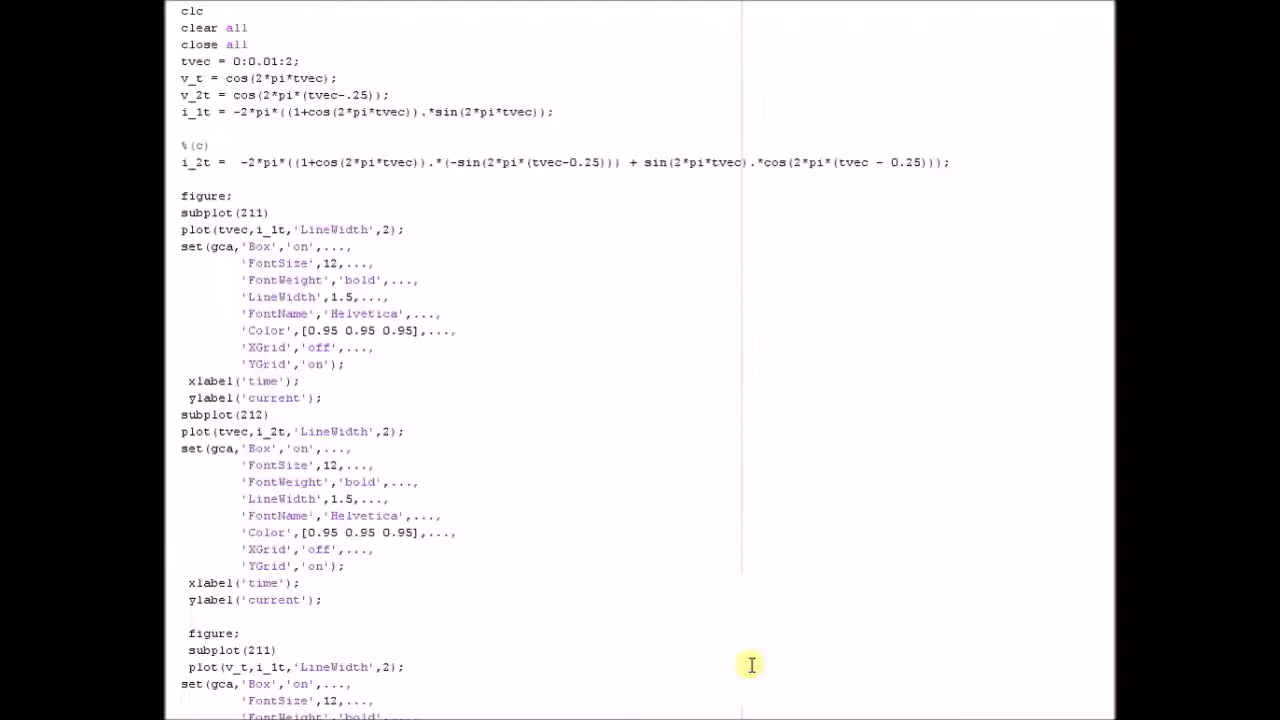 clc
clear all
close all
tvec = 0:0.01:2;
v_t = cos(2*pi*tvec);
v_2t = cos(2*pi*(tvec-.25));
i_1t = -2*pi*((1+cos(2*pi*tvec)).*sin(2*pi*tvec));
%(c)
i_2t =  -2*pi*((1+cos(2*pi*tvec)).*(-sin(2*pi*(tvec-0.25))) + sin(2*pi*tvec).*cos(2*pi*(tvec - 0.25)));
figure;
subplot(211)
plot(tvec,i_1t,'LineWidth',2);
set(gca,'Box','on',...,
'FontSize',12,...,
'FontWeight','bold',...,
'LineWidth',1.5,...,
'FontName','Helvetica',...,
'Color',[0.95 0.95 0.95],...,
'XGrid','off',...,
'YGrid','on');
xlabel('time');
ylabel('current');
subplot(212)
plot(tvec,i_2t,'LineWidth',2);
set(gca,'Box','on',...,
'FontSize',12,...,
'FontWeight','bold',...,
'LineWidth',1.5,...,
'FontName','Helvetica',...,
'Color',[0.95 0.95 0.95],...,
'XGrid','off',...,
'YGrid','on');
xlabel('time');
ylabel('current');
figure;
subplot(211)
plot(v_t,i_1t,'LineWidth',2);
set(gca,'Box','on',...,
'FontSize',12,...,
'FontWeight','bold',...,